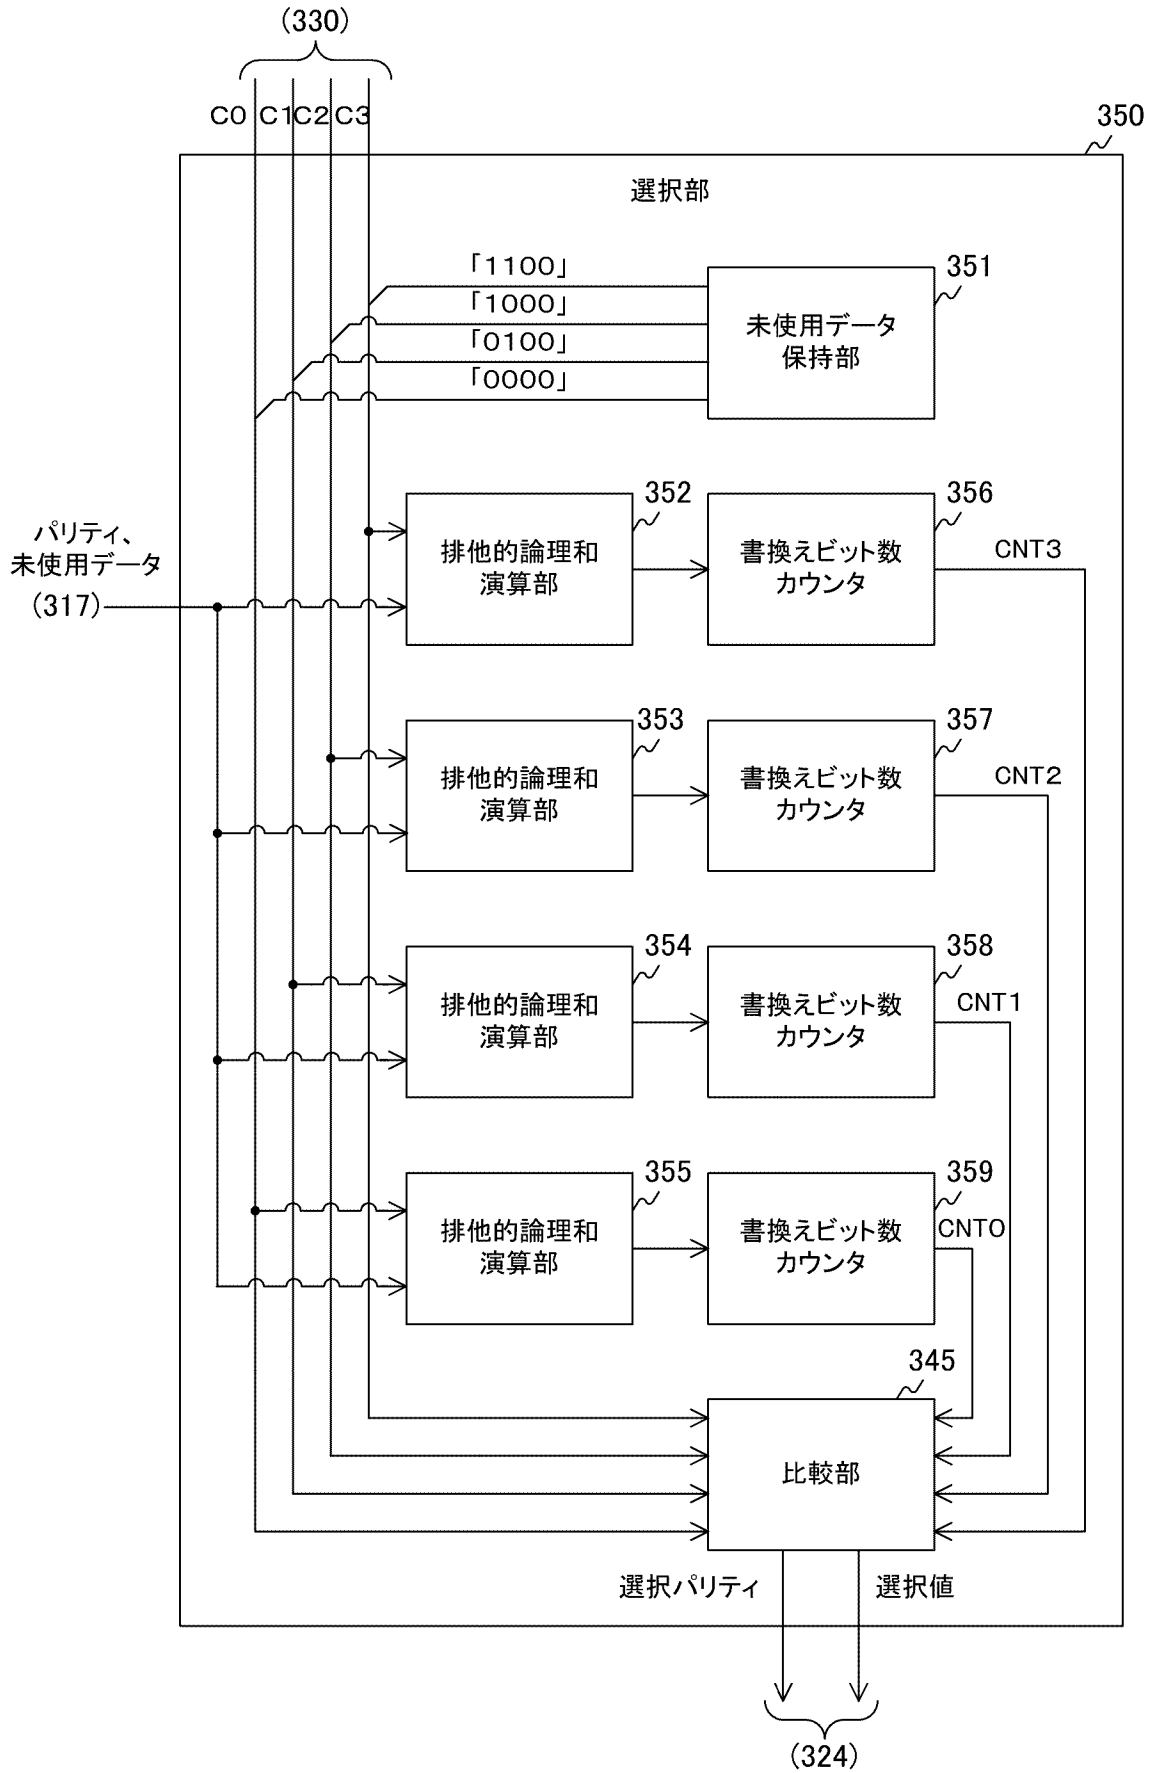 (330)
C0
C1
C2
C3
350
選択部
「1100」
「1000」
「0100」
「0000」
351
未使用データ
保持部
パリティ、
未使用データ
(317)
352
排他的論理和
演算部
356
書換えビット数
カウンタ
CNT3
353
排他的論理和
演算部
357
書換えビット数
カウンタ
CNT2
354
排他的論理和
演算部
358
書換えビット数
カウンタ
CNT1
355
排他的論理和
演算部
359
書換えビット数
カウンタ
CNT0
345
比較部
選択パリティ
選択値
(324)